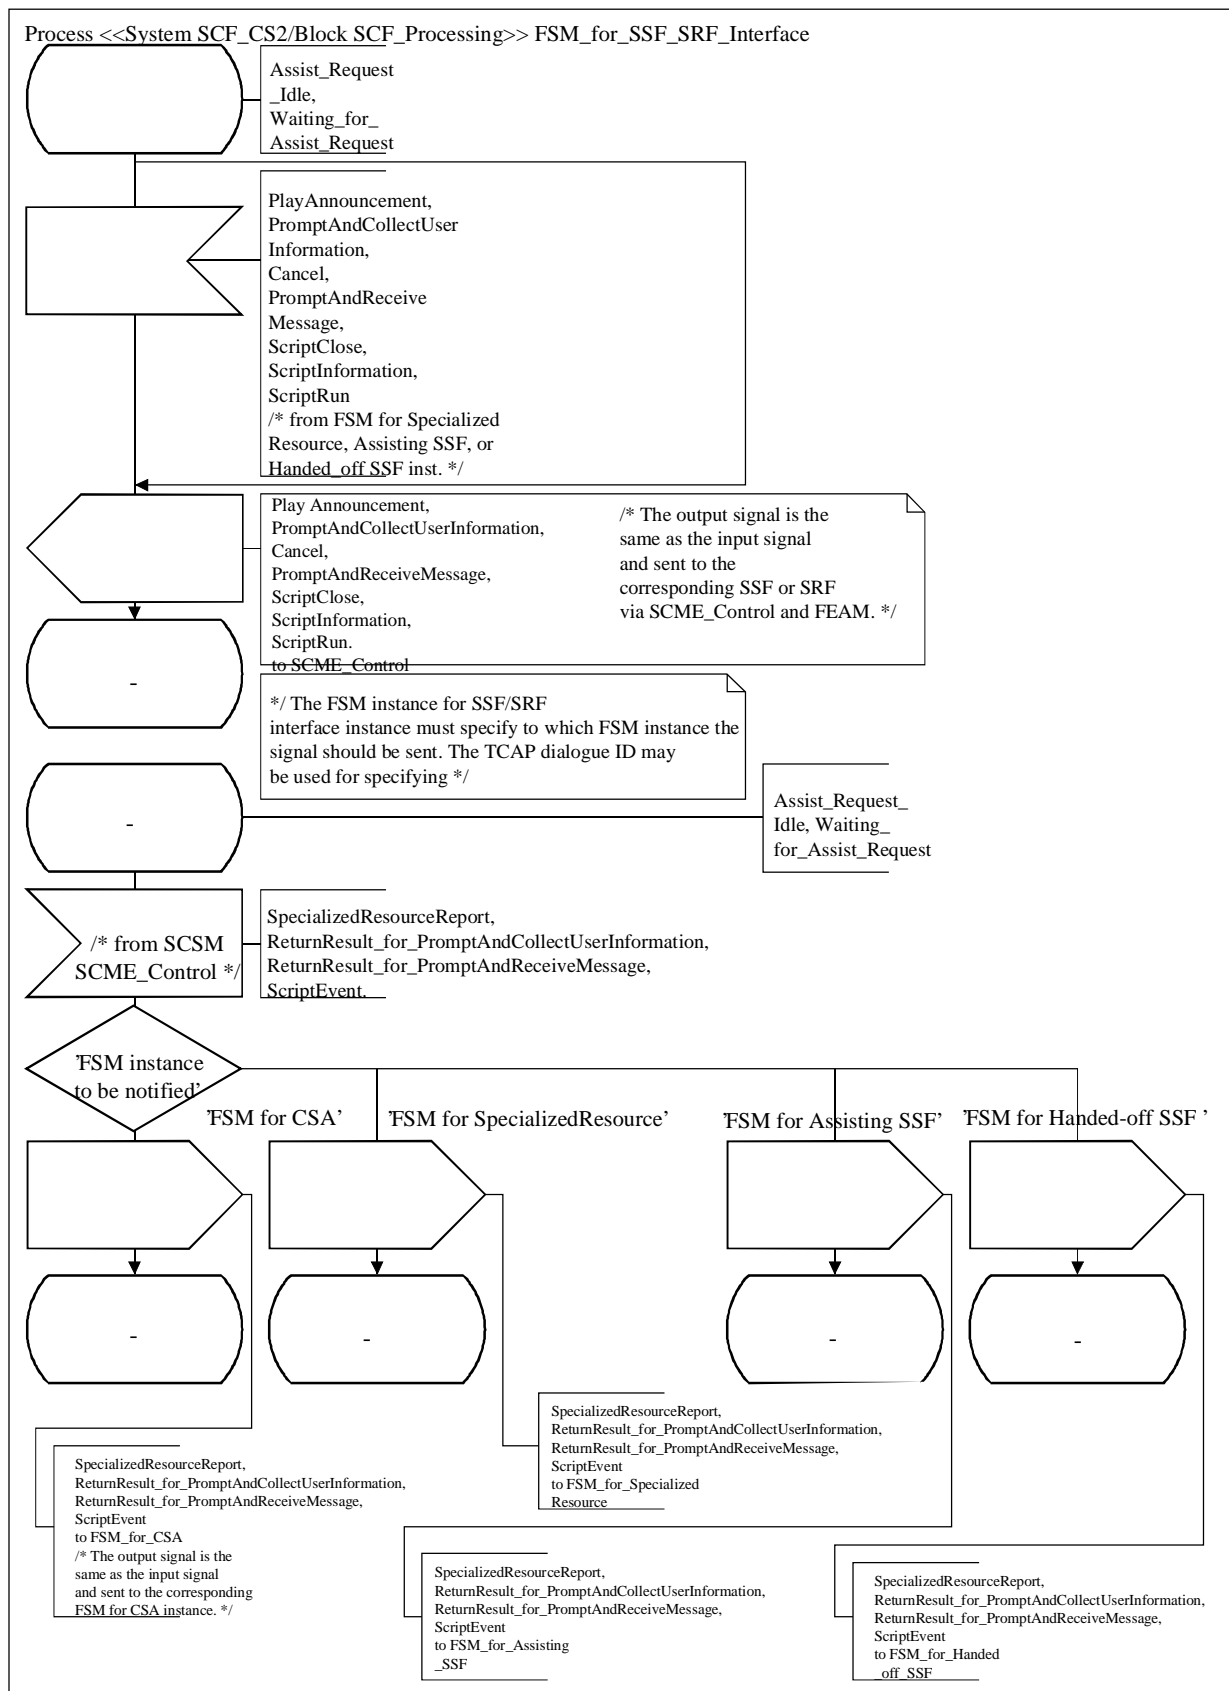 Process <<System SCF_CS2/Block SCF_Processing>> FSM_for_SSF_SRF_Interface
Assist_Request
_Idle,
Waiting_for_
Assist_Request
PlayAnnouncement,
PromptAndCollectUser
Information,
Cancel,
PromptAndReceive
Message,
ScriptClose,
ScriptInformation,
ScriptRun
/* from FSM for Specialized
Resource, Assisting SSF, or
Handed_off SSF inst. */
Play Announcement,
PromptAndCollectUserInformation,
Cancel,
PromptAndReceiveMessage,
ScriptClose,
ScriptInformation,
ScriptRun.
to SCME_Control
/* The output signal is the
same as the input signal
and sent to the
corresponding SSF or SRF
via SCME_Control and FEAM. */
-
*/ The FSM instance for SSF/SRF
interface instance must specify to which FSM instance the
signal should be sent. The TCAP dialogue ID may
be used for specifying */
-
Assist_Request_
Idle, Waiting_
for_Assist_Request
/* from SCSM
SCME_Control */
SpecializedResourceReport,
ReturnResult_for_PromptAndCollectUserInformation,
ReturnResult_for_PromptAndReceiveMessage,
ScriptEvent.
'FSM instance
to be notified'
'FSM for CSA'
'FSM for SpecializedResource'
'FSM for Assisting SSF'
'FSM for Handed-off SSF '
-
-
-
-
SpecializedResourceReport,
ReturnResult_for_PromptAndCollectUserInformation,
ReturnResult_for_PromptAndReceiveMessage,
ScriptEvent
to FSM_for_CSA
/* The output signal is the
same as the input signal
and sent to the corresponding
FSM for CSA instance. */
SpecializedResourceReport,
ReturnResult_for_PromptAndCollectUserInformation,
ReturnResult_for_PromptAndReceiveMessage,
ScriptEvent
to FSM_for_Specialized
Resource
SpecializedResourceReport,
ReturnResult_for_PromptAndCollectUserInformation,
ReturnResult_for_PromptAndReceiveMessage,
ScriptEvent
to FSM_for_Assisting
_SSF
SpecializedResourceReport,
ReturnResult_for_PromptAndCollectUserInformation,
ReturnResult_for_PromptAndReceiveMessage,
ScriptEvent
to FSM_for_Handed
_off_SSF